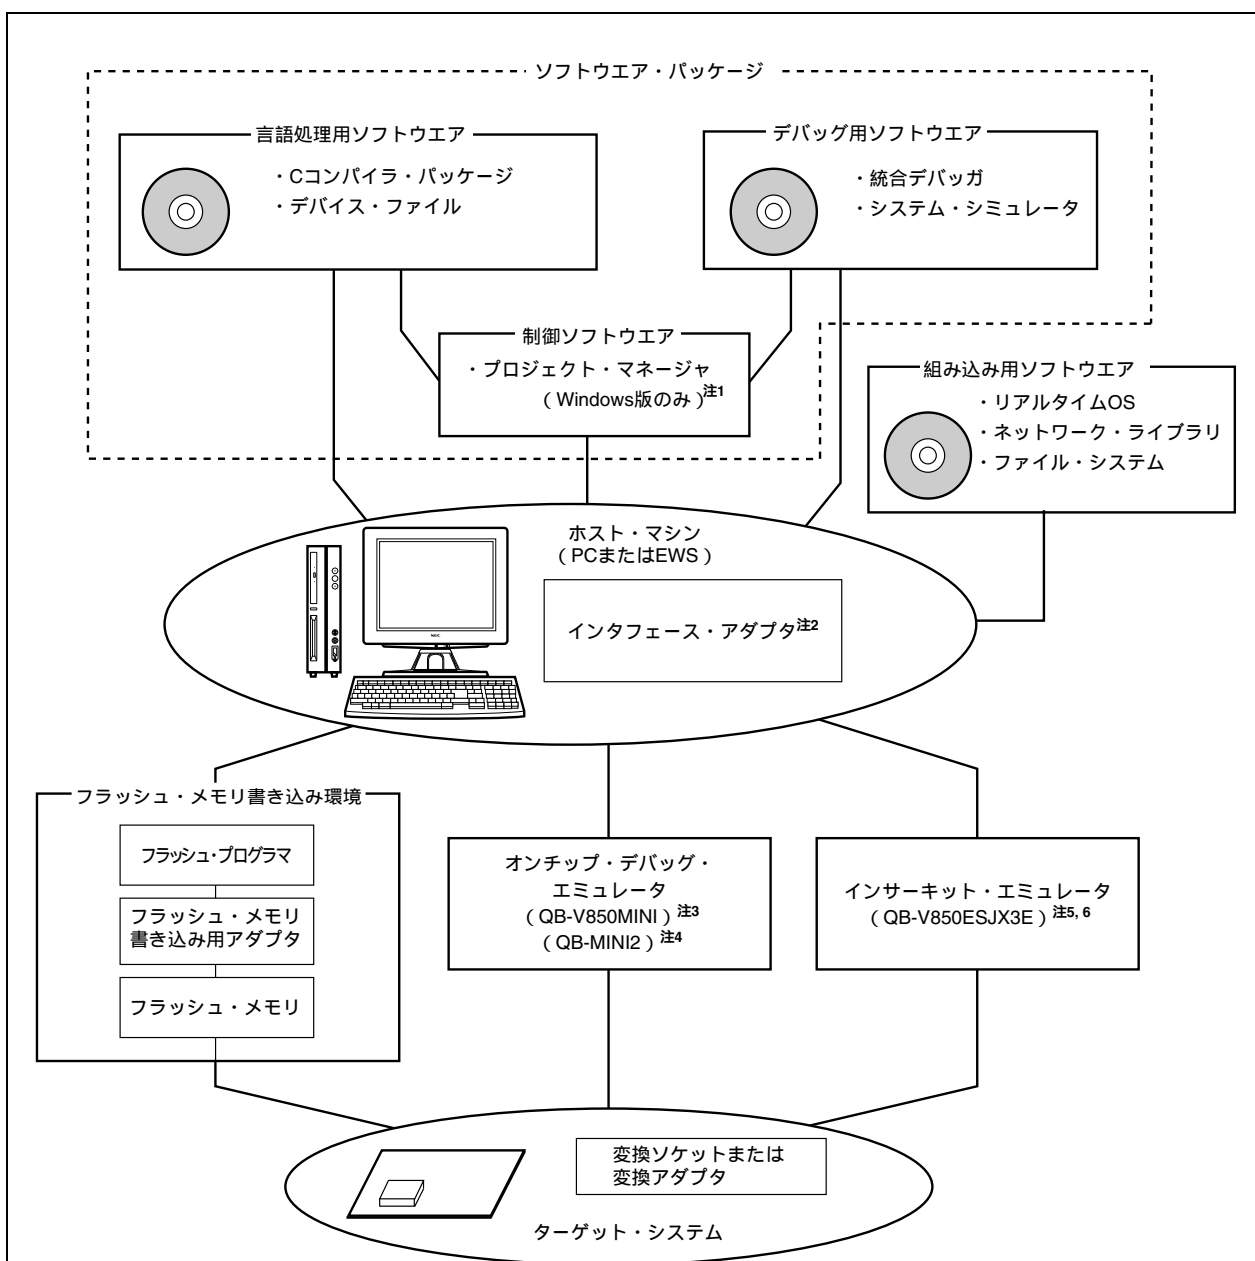 ソフトウエア・パッケージ
言語処理用ソフトウエア
・Cコンパイラ・パッケージ
・デバイス・ファイル
デバッグ用ソフトウエア
・統合デバッガ
・システム・シミュレータ
制御ソフトウエア
・プロジェクト・マネージャ
（Windows版のみ）注1
組み込み用ソフトウエア
・リアルタイムOS
・ネットワーク・ライブラリ
・ファイル・システム
ホスト・マシン
（PCまたはEWS）
インタフェース・アダプタ注2
NEC
フラッシュ・メモリ書き込み環境
フラッシュ・プログラマ
フラッシュ・メモリ
書き込み用アダプタ
フラッシュ・メモリ
オンチップ・デバッグ・
エミュレータ
（QB-V850MINI）注3
（QB-MINI2）注4
インサーキット・エミュレータ
（QB-V850ESJX3E）注5, 6
変換ソケットまたは
変換アダプタ
ターゲット・システム